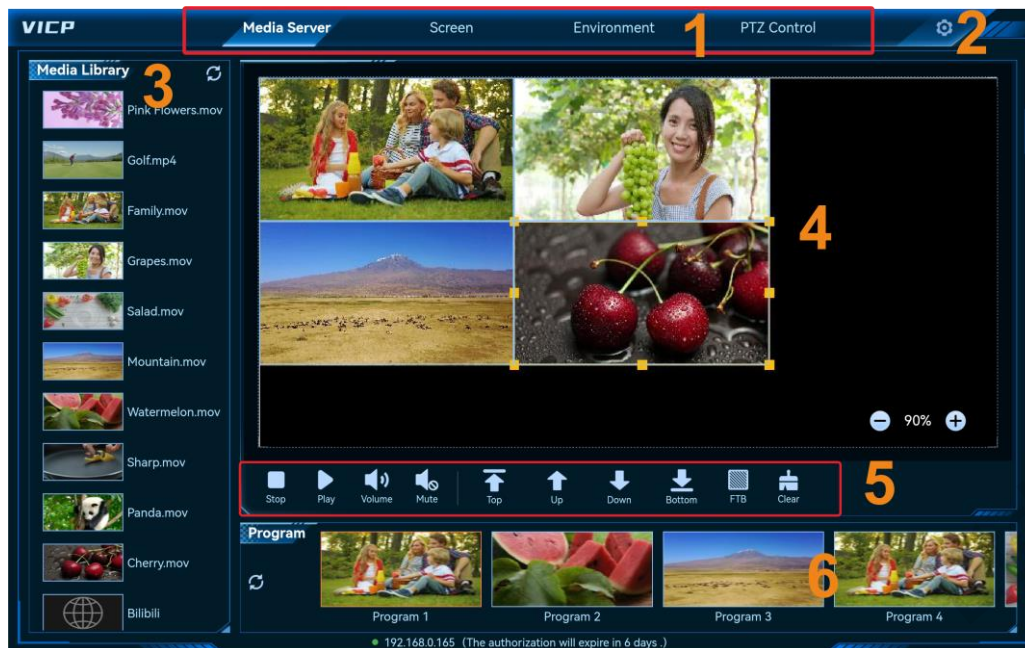 VICP
Media Server Screen Environment PTZ Control
1
2
Media Library
3
Pink Flowers.mov
Golf.mp4
Family.mov
Grapes.mov
Salad.mov
Mountain.mov
Watermelon.mov
Sharp.mov
Panda.mov
Cherry.mov
Bilibili
4
90%
Stop Play Volume Mute Top Up Down Bottom FTB Clear
5
Program
6
Program 1 Program 2 Program 3 Program 4
192.168.0.165 (The authorization will expire in 6 days .)